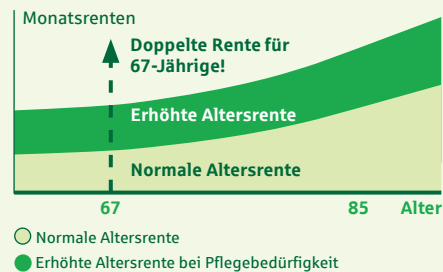 Monatsrenten
Doppelte Rente für
67-Jährige!
Erhöhte Altersrente
Normale Altersrente
67 85 Alter
Normale Altersrente
Erhöhte Altersrente bei Pflegebedürfigkeit